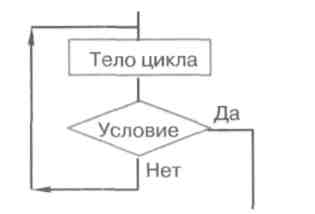 Тело цикла
Да
Условие
Нет